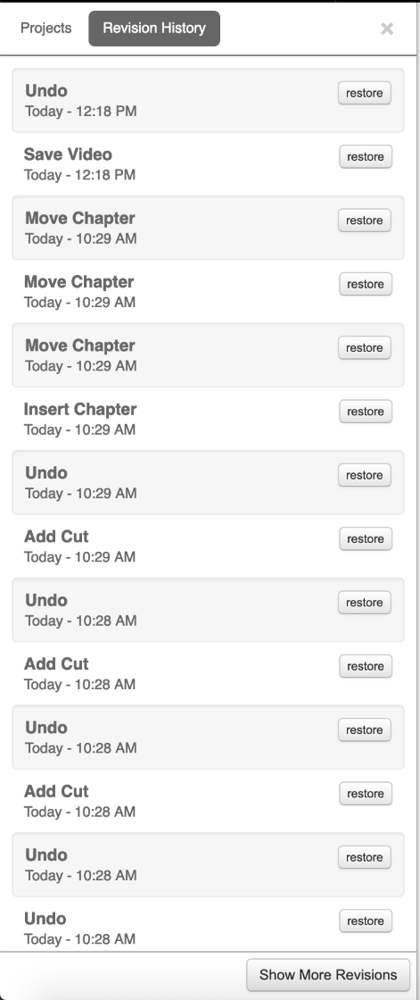 Projects Revision History ×
Undo restore
Today - 12:18 PM
Save Video restore
Today - 12:18 PM
Move Chapter restore
Today - 10:29 AM
Move Chapter restore
Today - 10:29 AM
Move Chapter restore
Today - 10:29 AM
Insert Chapter restore
Today - 10:29 AM
Undo restore
Today - 10:29 AM
Add Cut restore
Today - 10:29 AM
Undo restore
Today - 10:28 AM
Add Cut restore
Today - 10:28 AM
Undo restore
Today - 10:28 AM
Add Cut restore
Today - 10:28 AM
Undo restore
Today - 10:28 AM
Undo restore
Today - 10:28 AM
Show More Revisions